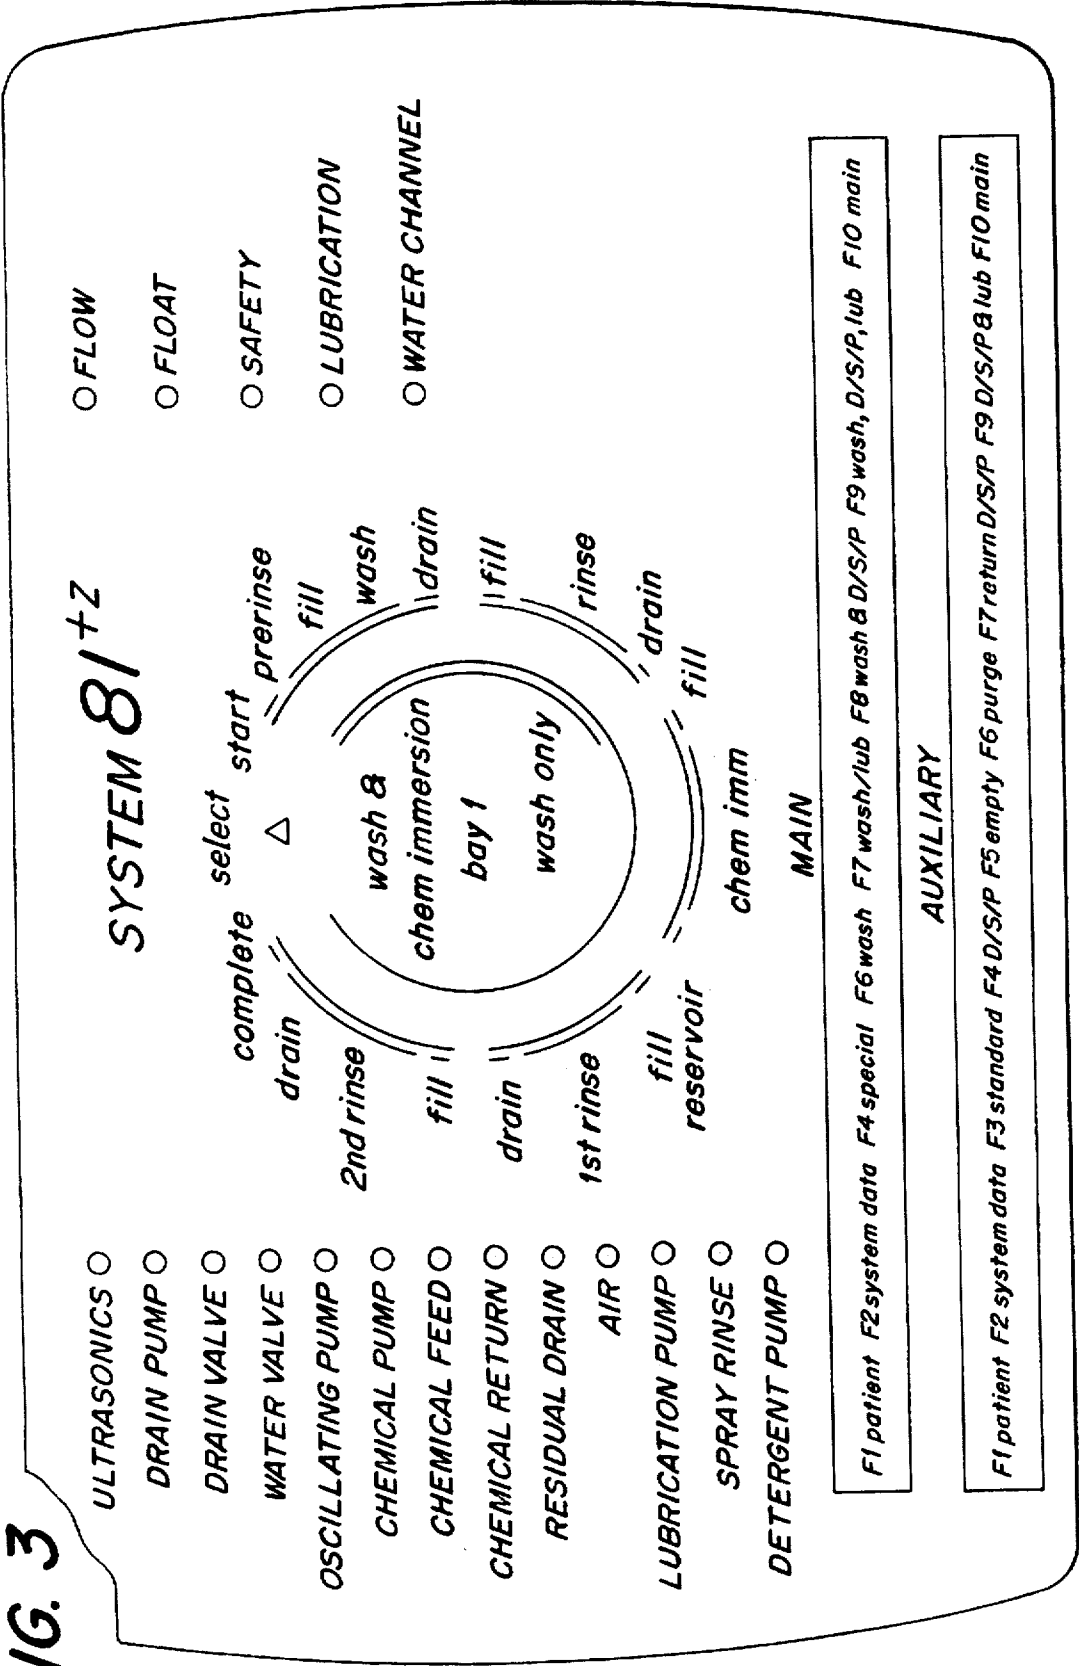 FIG. 3
SYSTEM 81+2
ULTRASONICS
DRAIN PUMP
DRAIN VALVE
WATER VALVE
OSCILLATING PUMP
CHEMICAL PUMP
CHEMICAL FEED
CHEMICAL RETURN
RESIDUAL DRAIN
AIR
LUBRICATION PUMP
SPRAY RINSE
DETERGENT PUMP
complete
select
start
prerinse
fill
wash
drain
fill
rinse
drain
fill
chem imm
fill
reservoir
1st rinse
drain
fill
2nd rinse
drain
wash &
chem immersion
bay 1
wash only
FLOW
FLOAT
SAFETY
LUBRICATION
WATER CHANNEL
MAIN
F1 patient F2 system data F4 special F6 wash F7 wash/lub F8 wash & D/S/P F9 wash, D/S/P, lub F10 main
AUXILIARY
F1 patient F2 system data F3 standard F4 D/S/P F5 empty F6 purge F7 return D/S/P F9 D/S/P & lub F10 main